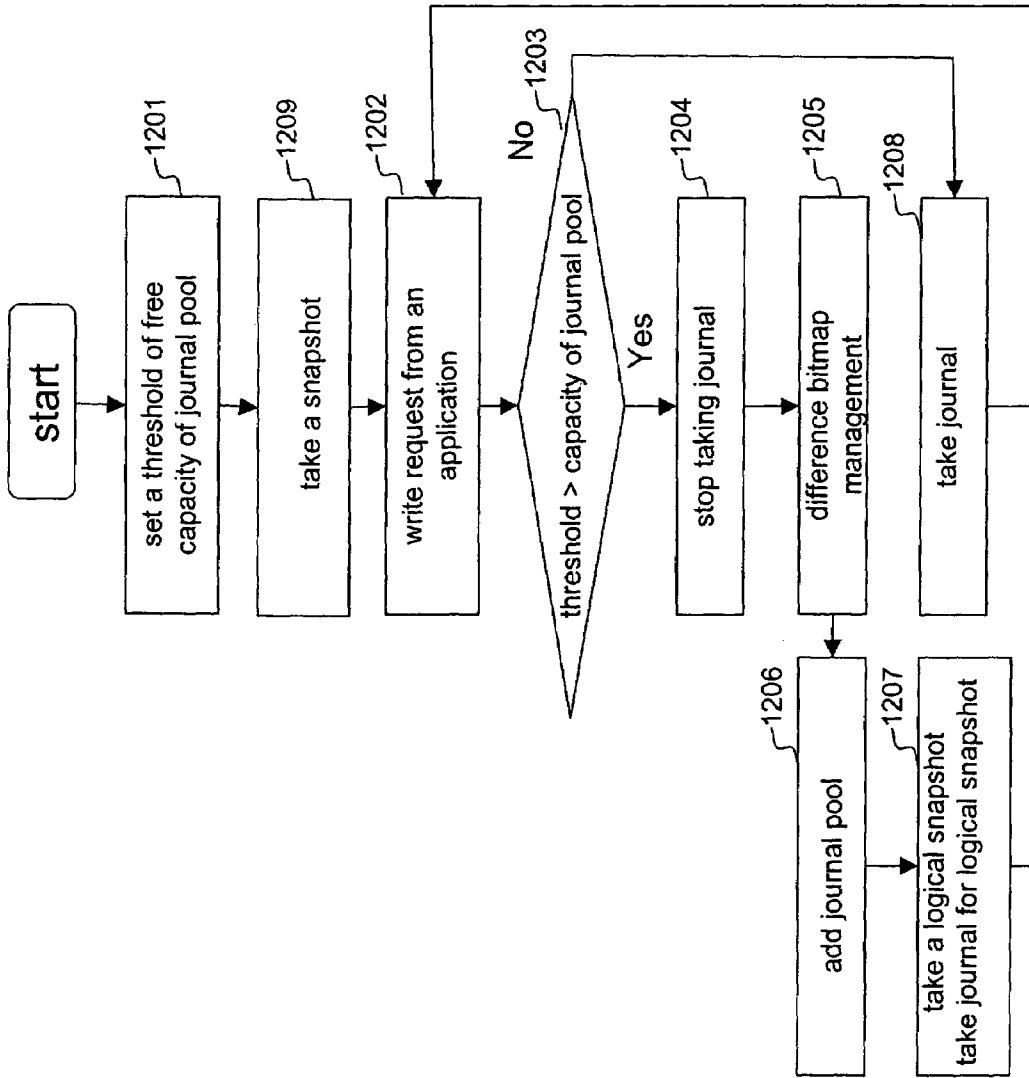 start
1201
set a threshold of free
capacity of journal pool
1209
take a snapshot
1202
write request from an
application
1203
No
threshold > capacity of journal pool
Yes
1204
stop taking journal
1205
difference bitmap
management
1206
add journal pool
1207
take a logical snapshot
take journal for logical snapshot
1208
take journal